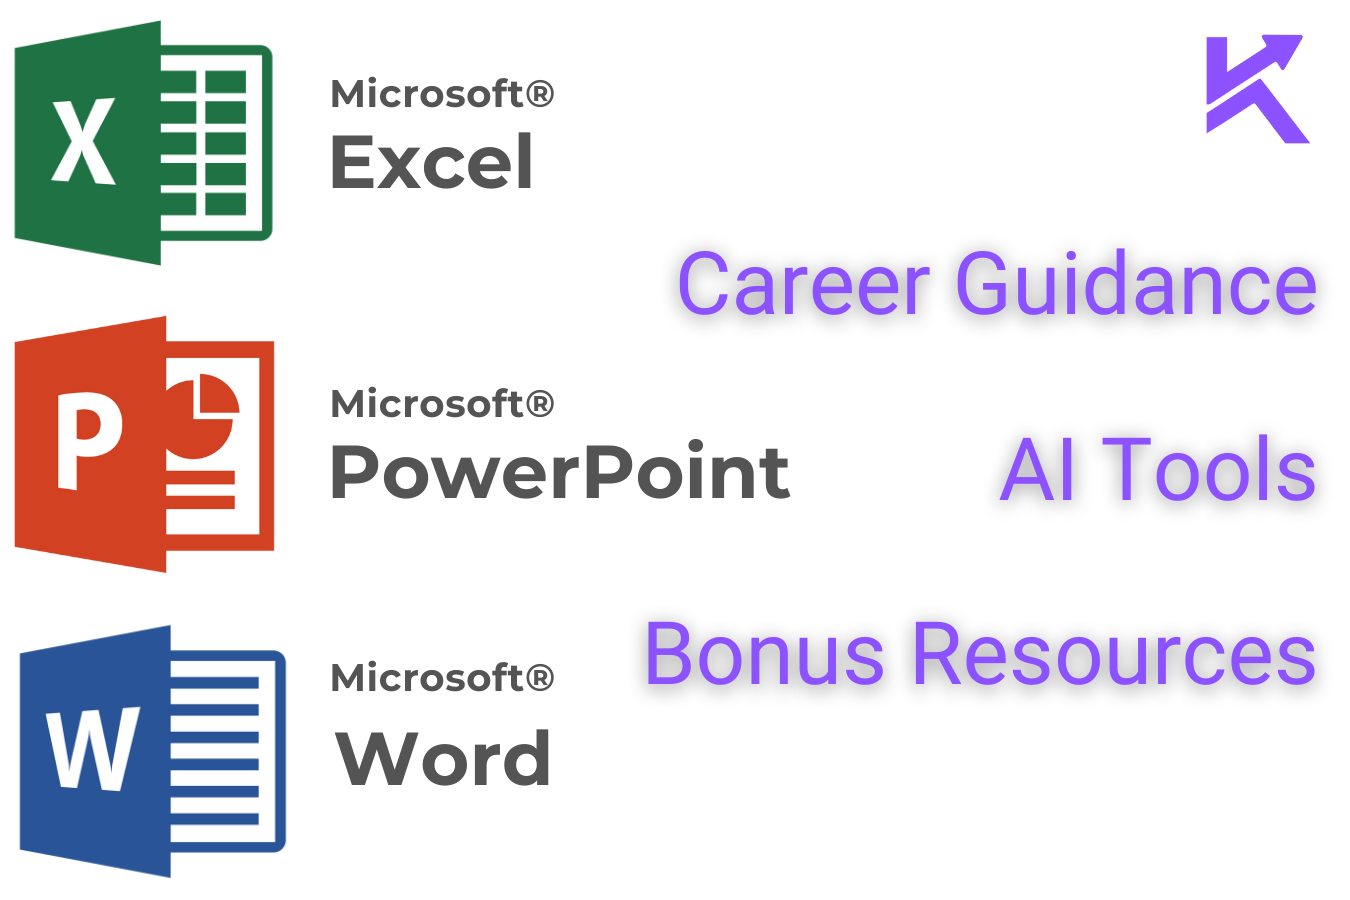 X
Microsoft®
Excel
K
Career Guidance
P
Microsoft®
PowerPoint
AI Tools
W
Microsoft®
Word
Bonus Resources